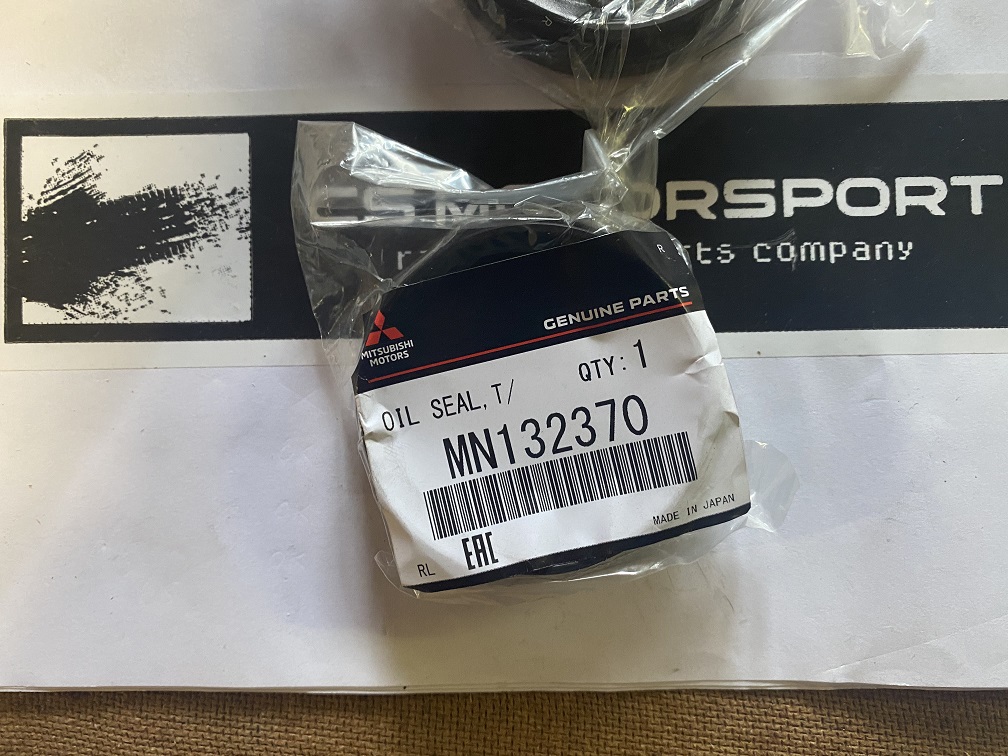 R
ORSPORT
rts company
R
GENUINE PARTS
MITSUBISHI
MOTORS
OIL SEAL,T/
QTY: 1
MN132370
MADE IN JAPAN
EAC
RL